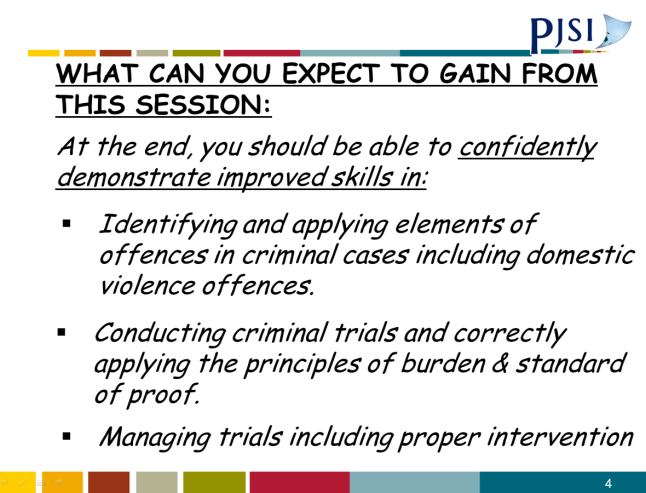 PJSI
WHAT CAN YOU EXPECT TO GAIN FROM
THIS SESSION:
At the end, you should be able to confidently
demonstrate improved skills in:
▪ Identifying and applying elements of
offences in criminal cases including domestic
violence offences.
▪ Conducting criminal trials and correctly
applying the principles of burden & standard
of proof.
▪ Managing trials including proper intervention
4